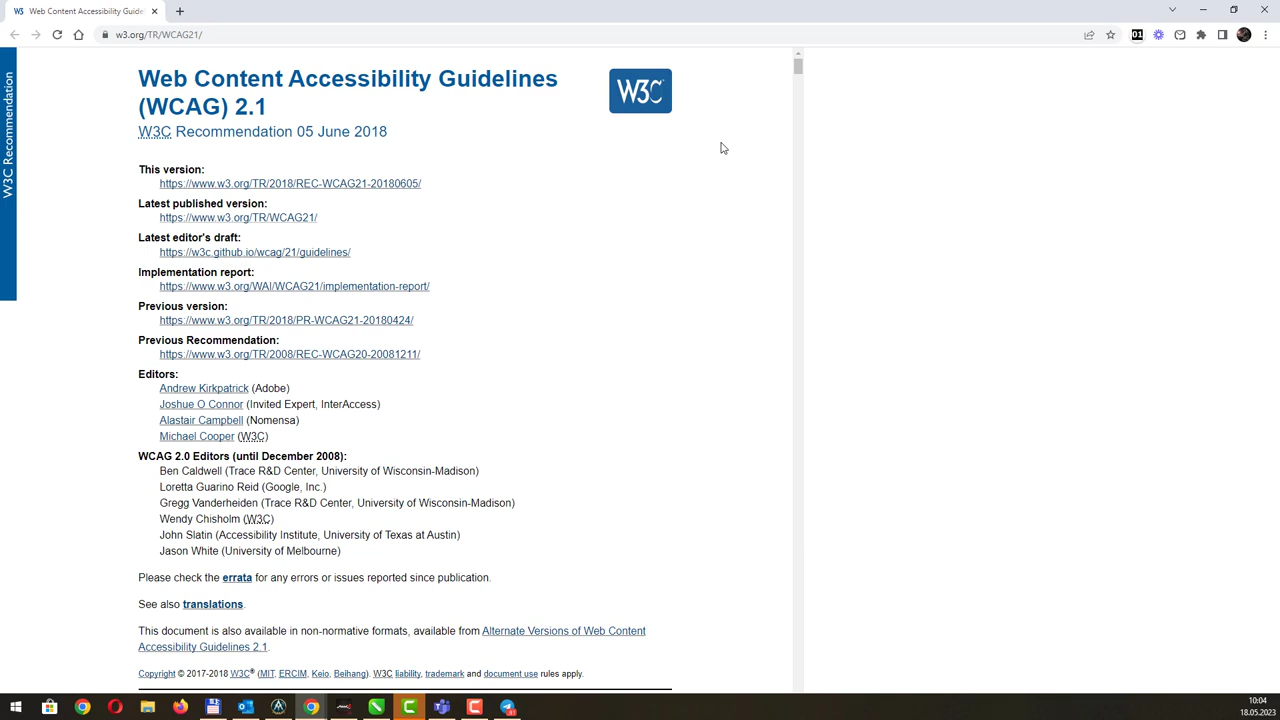 Web Content Accessibility Guide
w3.org/TR/WCAG21/
W3C Recommendation
Web Content Accessibility Guidelines
(WCAG) 2.1
W3C
W3C Recommendation 05 June 2018
This version:
https://www.w3.org/TR/2018/REC-WCAG21-20180605/
Latest published version:
https://www.w3.org/TR/WCAG21/
Latest editor's draft:
https://w3c.github.io/wcag/21/guidelines/
Implementation report:
https://www.w3.org/WAI/WCAG21/implementation-report/
Previous version:
https://www.w3.org/TR/2018/PR-WCAG21-20180424/
Previous Recommendation:
https://www.w3.org/TR/2008/REC-WCAG20-20081211/
Editors:
Andrew Kirkpatrick (Adobe)
Joshue O Connor (Invited Expert, InterAccess)
Alastair Campbell (Nomensa)
Michael Cooper (W3C)
WCAG 2.0 Editors (until December 2008):
Ben Caldwell (Trace R&D Center, University of Wisconsin-Madison)
Loretta Guarino Reid (Google, Inc.)
Gregg Vanderheiden (Trace R&D Center, University of Wisconsin-Madison)
Wendy Chisholm (W3C)
John Slatin (Accessibility Institute, University of Texas at Austin)
Jason White (University of Melbourne)
Please check the errata for any errors or issues reported since publication.
See also translations.
This document is also available in non-normative formats, available from Alternate Versions of Web Content
Accessibility Guidelines 2.1.
Copyright © 2017-2018 W3C® (MIT, ERCIM, Keio, Beihang). W3C liability, trademark and document use rules apply.
10:04
18.05.2023